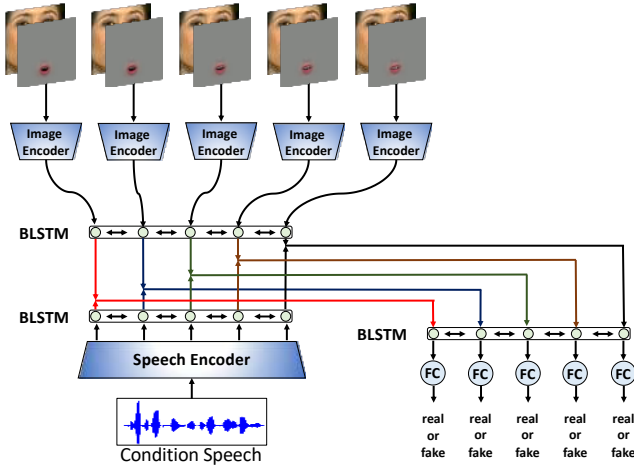 Image
Encoder
Image
Encoder
Image
Encoder
Image
Encoder
Image
Encoder
BLSTM
BLSTM
BLSTM
Speech Encoder
FC
FC
FC
FC
FC
real
or
fake
real
or
fake
real
or
fake
real
or
fake
real
or
fake
Condition Speech